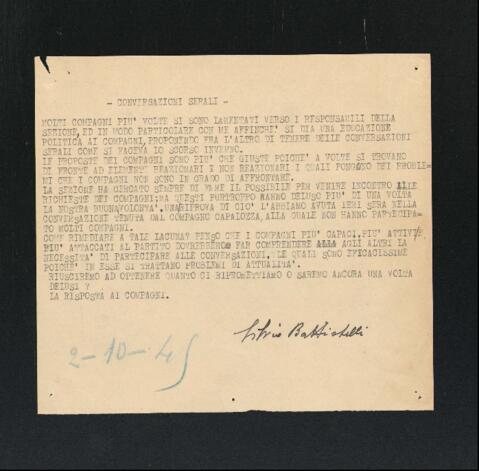 - CONVERSAZIONI SERALI -
MOLTI COMPAGNI PIU' VOLTE SI SONO LAMENTATI VERSO I RESPONSABILI DELLA
SEZIONE, ED IN MODO PARTICOLARE CON ME AFFINCHE' SI DIA UNA EDUCAZIONE
POLITICA AI COMPAGNI, PROPONENDO FRA L'ALTRO DI TENERE DELLE CONVERSAZIONI
SERALI COME SI FACEVA LO SCORSO INVERNO.
LE PROPOSTE DEI COMPAGNI SONO PIU' CHE GIUSTE POICHE' A VOLTE SI TROVANO
DI FRONTE AD ELEMENTI REAZIONARI E NON REAZIONARI I QUALI PONGONO DEI PROBLE=
MI CHE I COMPAGNI NON SONO IN GRADO DI AFFRONTARE.
LA SEZIONE HA CERCATO SEMPRE DI FARE IL POSSIBILE PER VENIRE INCONTRO ALLE
RICHIESTE DEI COMPAGNI; MA QUESTI PURTROPPO HANNO DELUSO PIU' DI UNA VOLTA
LA NOSTRA BUONAVOLONTA'. UNA RIPROVA DI CIO' L'ABBIAMO AVUTA IERI SERA NELLA
CONVERSAZIONE TENUTA DAL COMPAGNO CAPALOZZA, ALLA QUALE NON HANNO PARTECIPA=
TO MOLTI COMPAGNI.
COME RIMEDIARE A TALE LACUNA? PENSO CHE I COMPAGNI PIU' CAPACI, PIU' ATTIVI E
PIU' ATTACCATI AL PARTITO DOVREBBERO FAR COMPRENDERE AGLI ALTRI LA
NECESSITA' DI PARTECIPARE ALLE CONVERSAZIONI, LE QUALI SONO EFICACISSIME
POICHE' IN ESSE SI TRATTANO PROBLEMI DI ATTUALITA'.
RIUSCIREMO AD OTTENERE QUANTO CI RIPROMETTIAMO O SAREMO ANCORA UNA VOLTA
DELUSI ?
LA RISPOSTA AI COMPAGNI.
Silvio Battistelli
2-10-45